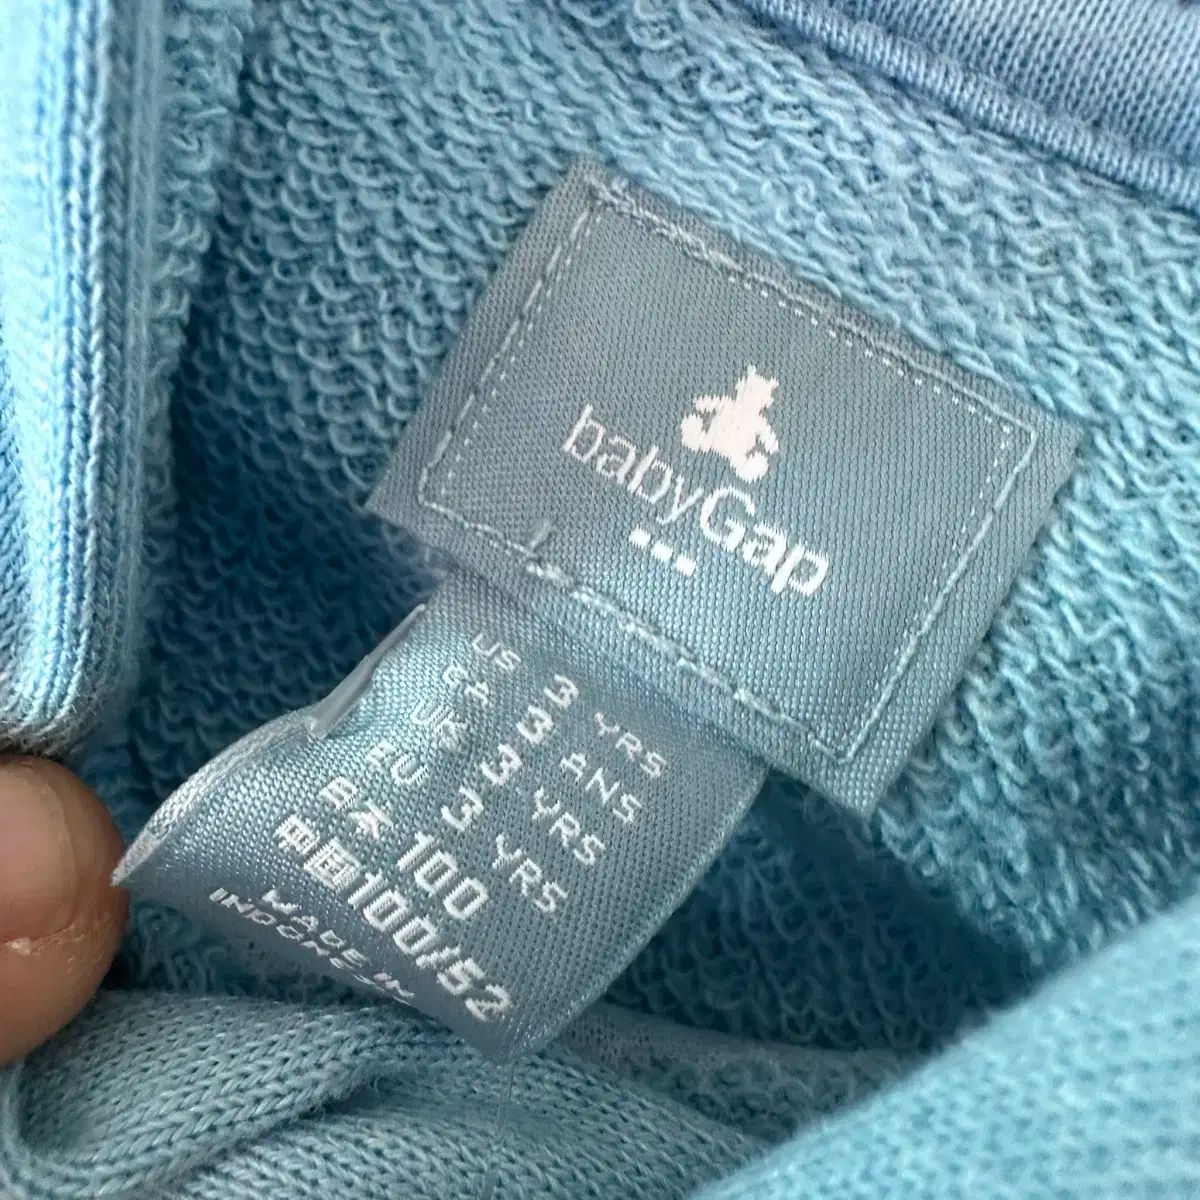 babyGap
US 3 YRS
CA 3 ANS
UK 3 YRS
EU 3 YRS
日本 100
中国 100/52
MADE IN